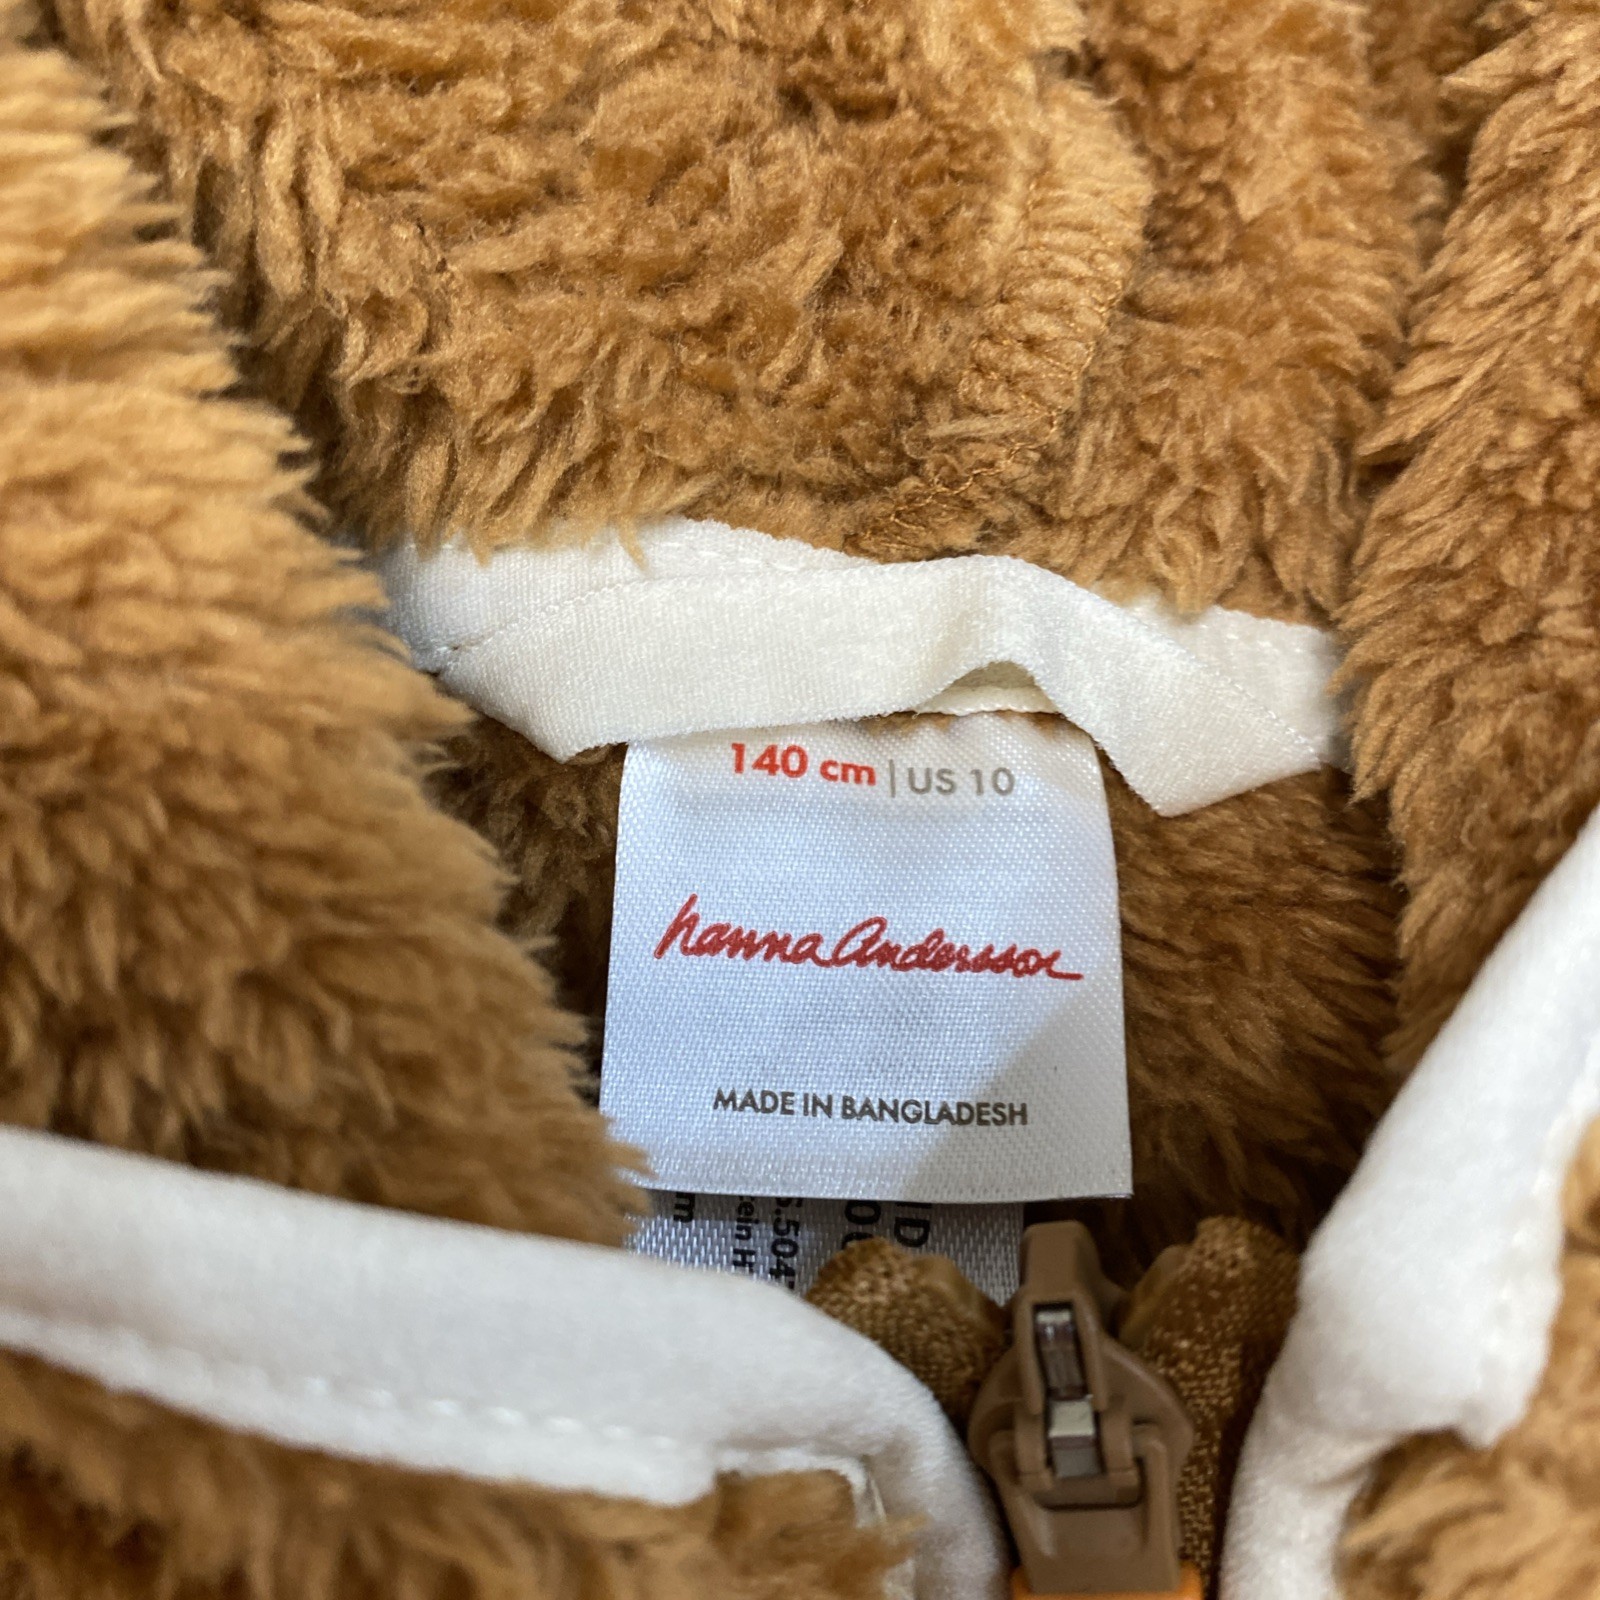 140 cm | US 10
hanna Andersson
MADE IN BANGLADESH